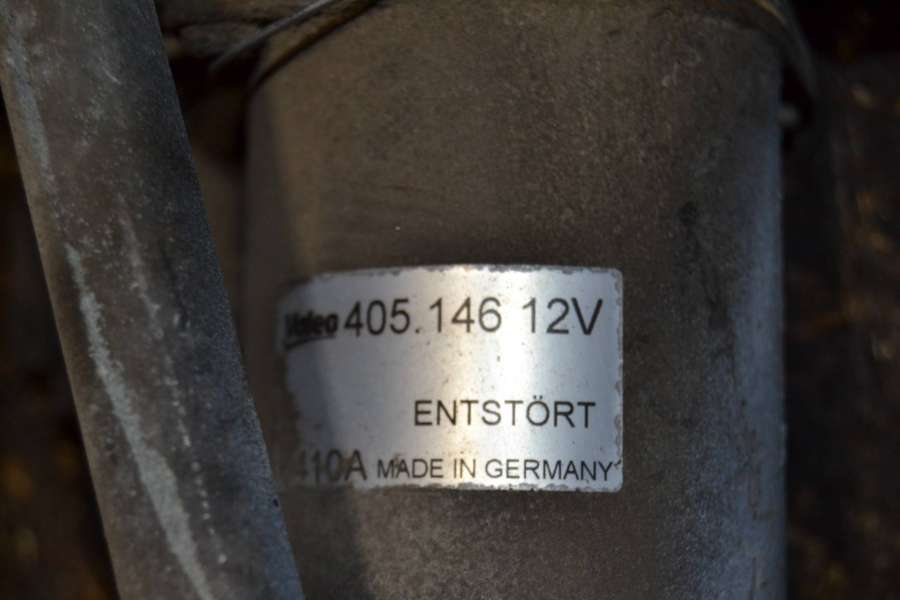 Valeo 405.146 12V
ENTSTÖRT
410A MADE IN GERMANY